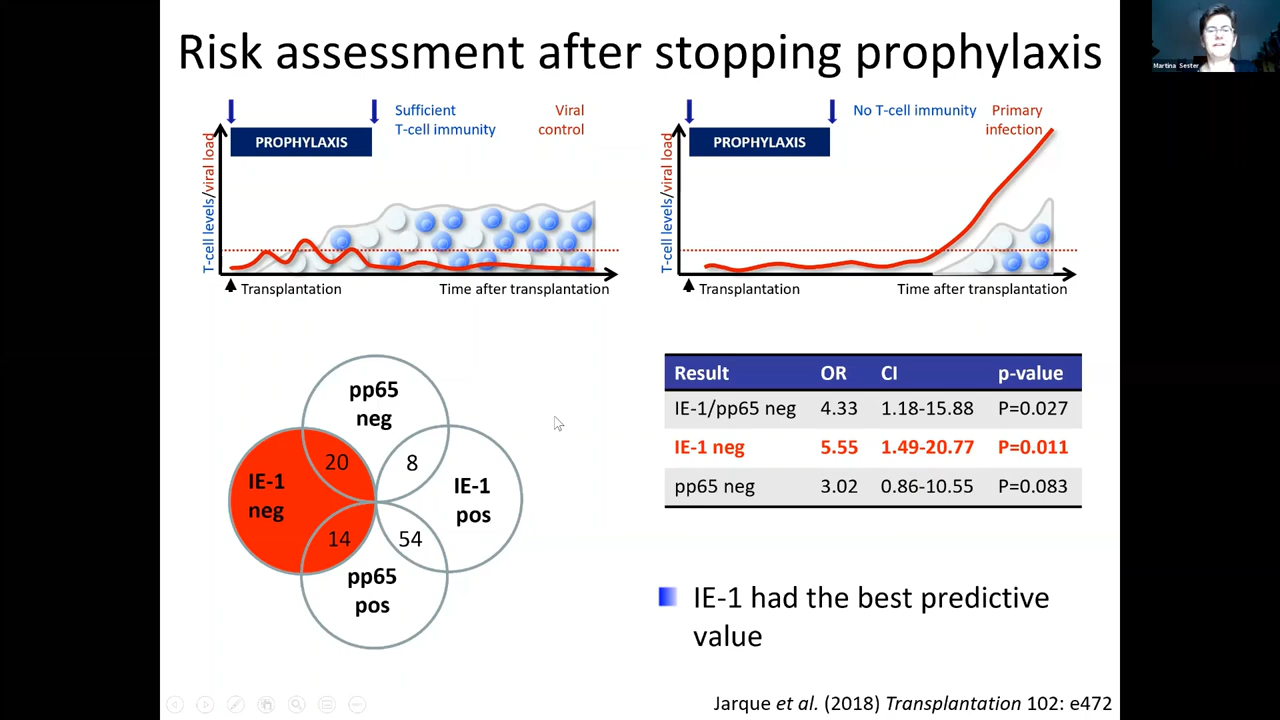 Risk assessment after stopping prophylaxis
Martina Sester
PROPHYLAXIS
Sufficient
T-cell immunity
Viral
control
T-cell levels/viral load
Transplantation
Time after transplantation
PROPHYLAXIS
No T-cell immunity
Primary
infection
T-cell levels/viral load
Transplantation
Time after transplantation
pp65
neg
20
8
IE-1
neg
IE-1
pos
14
54
pp65
pos
Result OR CI p-value
IE-1/pp65 neg 4.33 1.18-15.88 P=0.027
IE-1 neg 5.55 1.49-20.77 P=0.011
pp65 neg 3.02 0.86-10.55 P=0.083
IE-1 had the best predictive
value
Jarque et al. (2018) Transplantation 102: e472